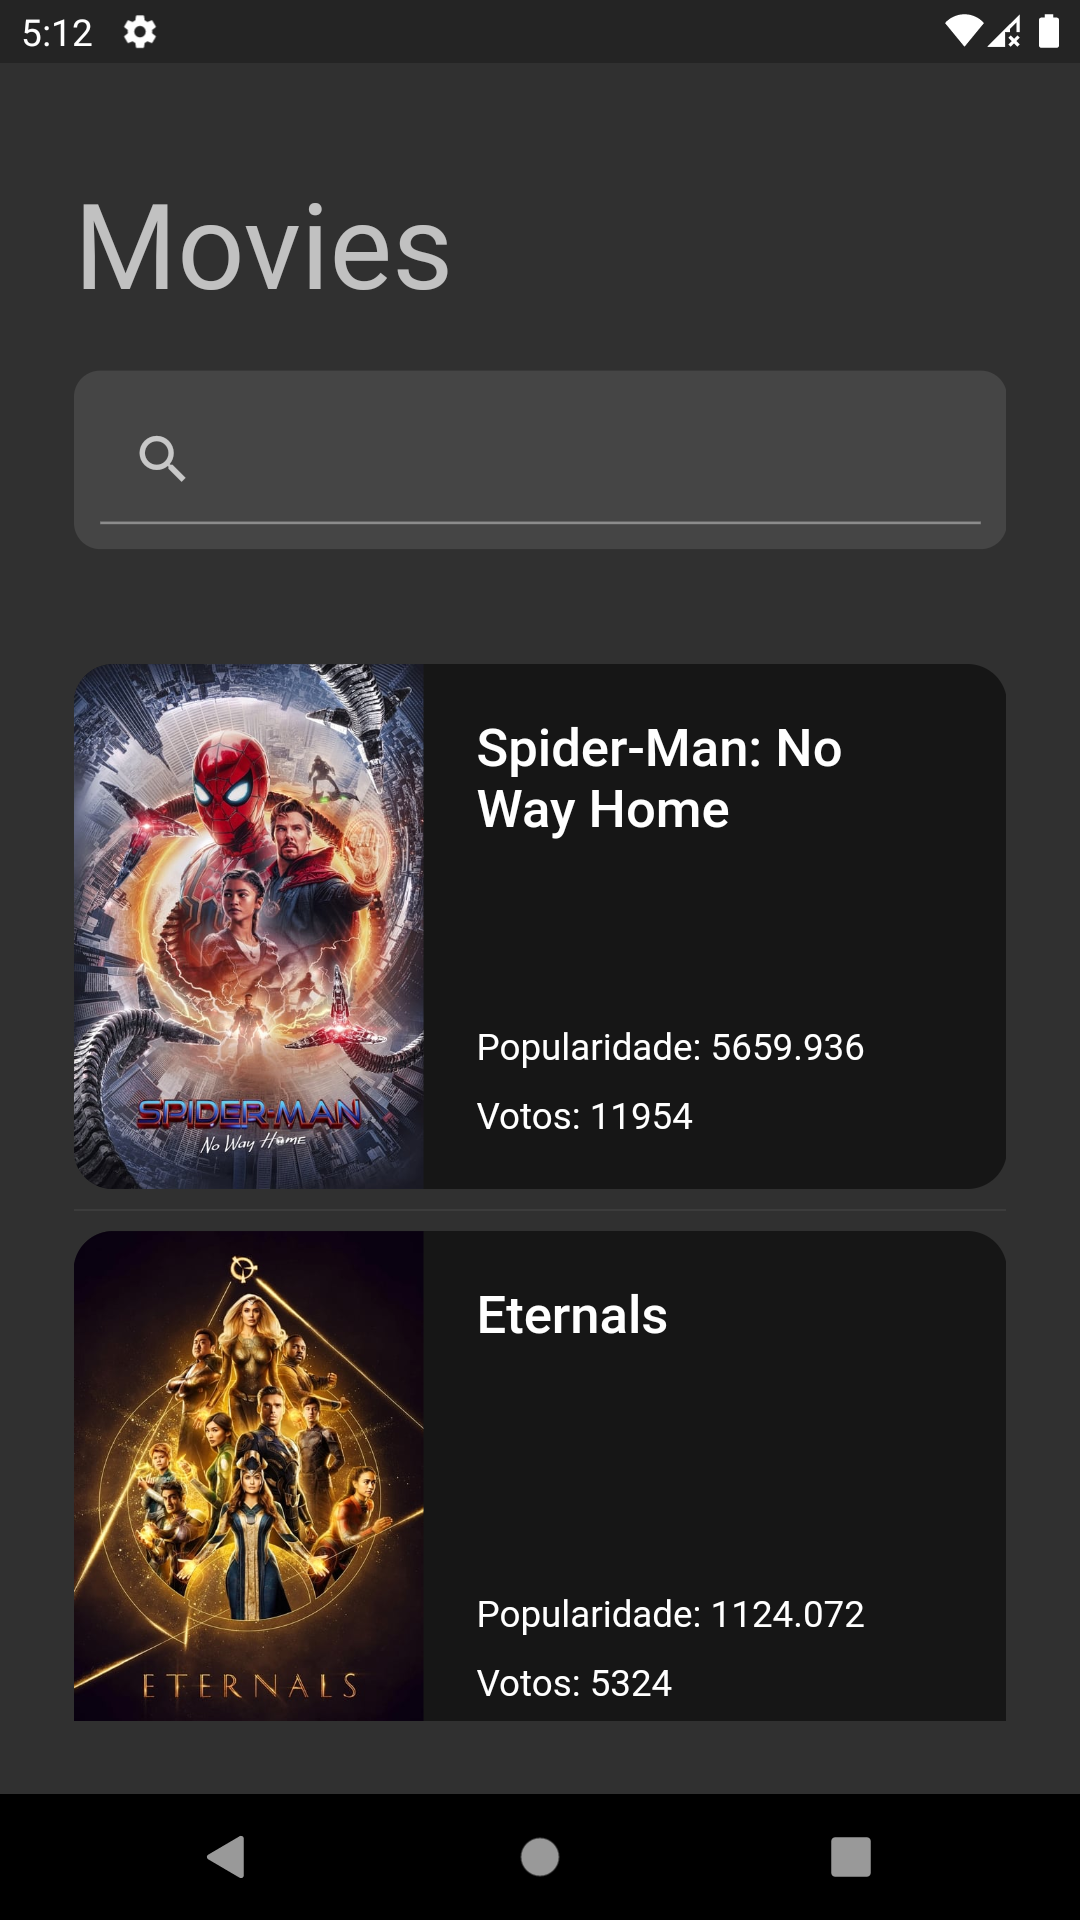 5:12
Movies
Spider-Man: No
Way Home
Popularidade: 5659.936
Votos: 11954
SPIDER-MAN
No Way Home
Eternals
Popularidade: 1124.072
Votos: 5324
ETERNALS